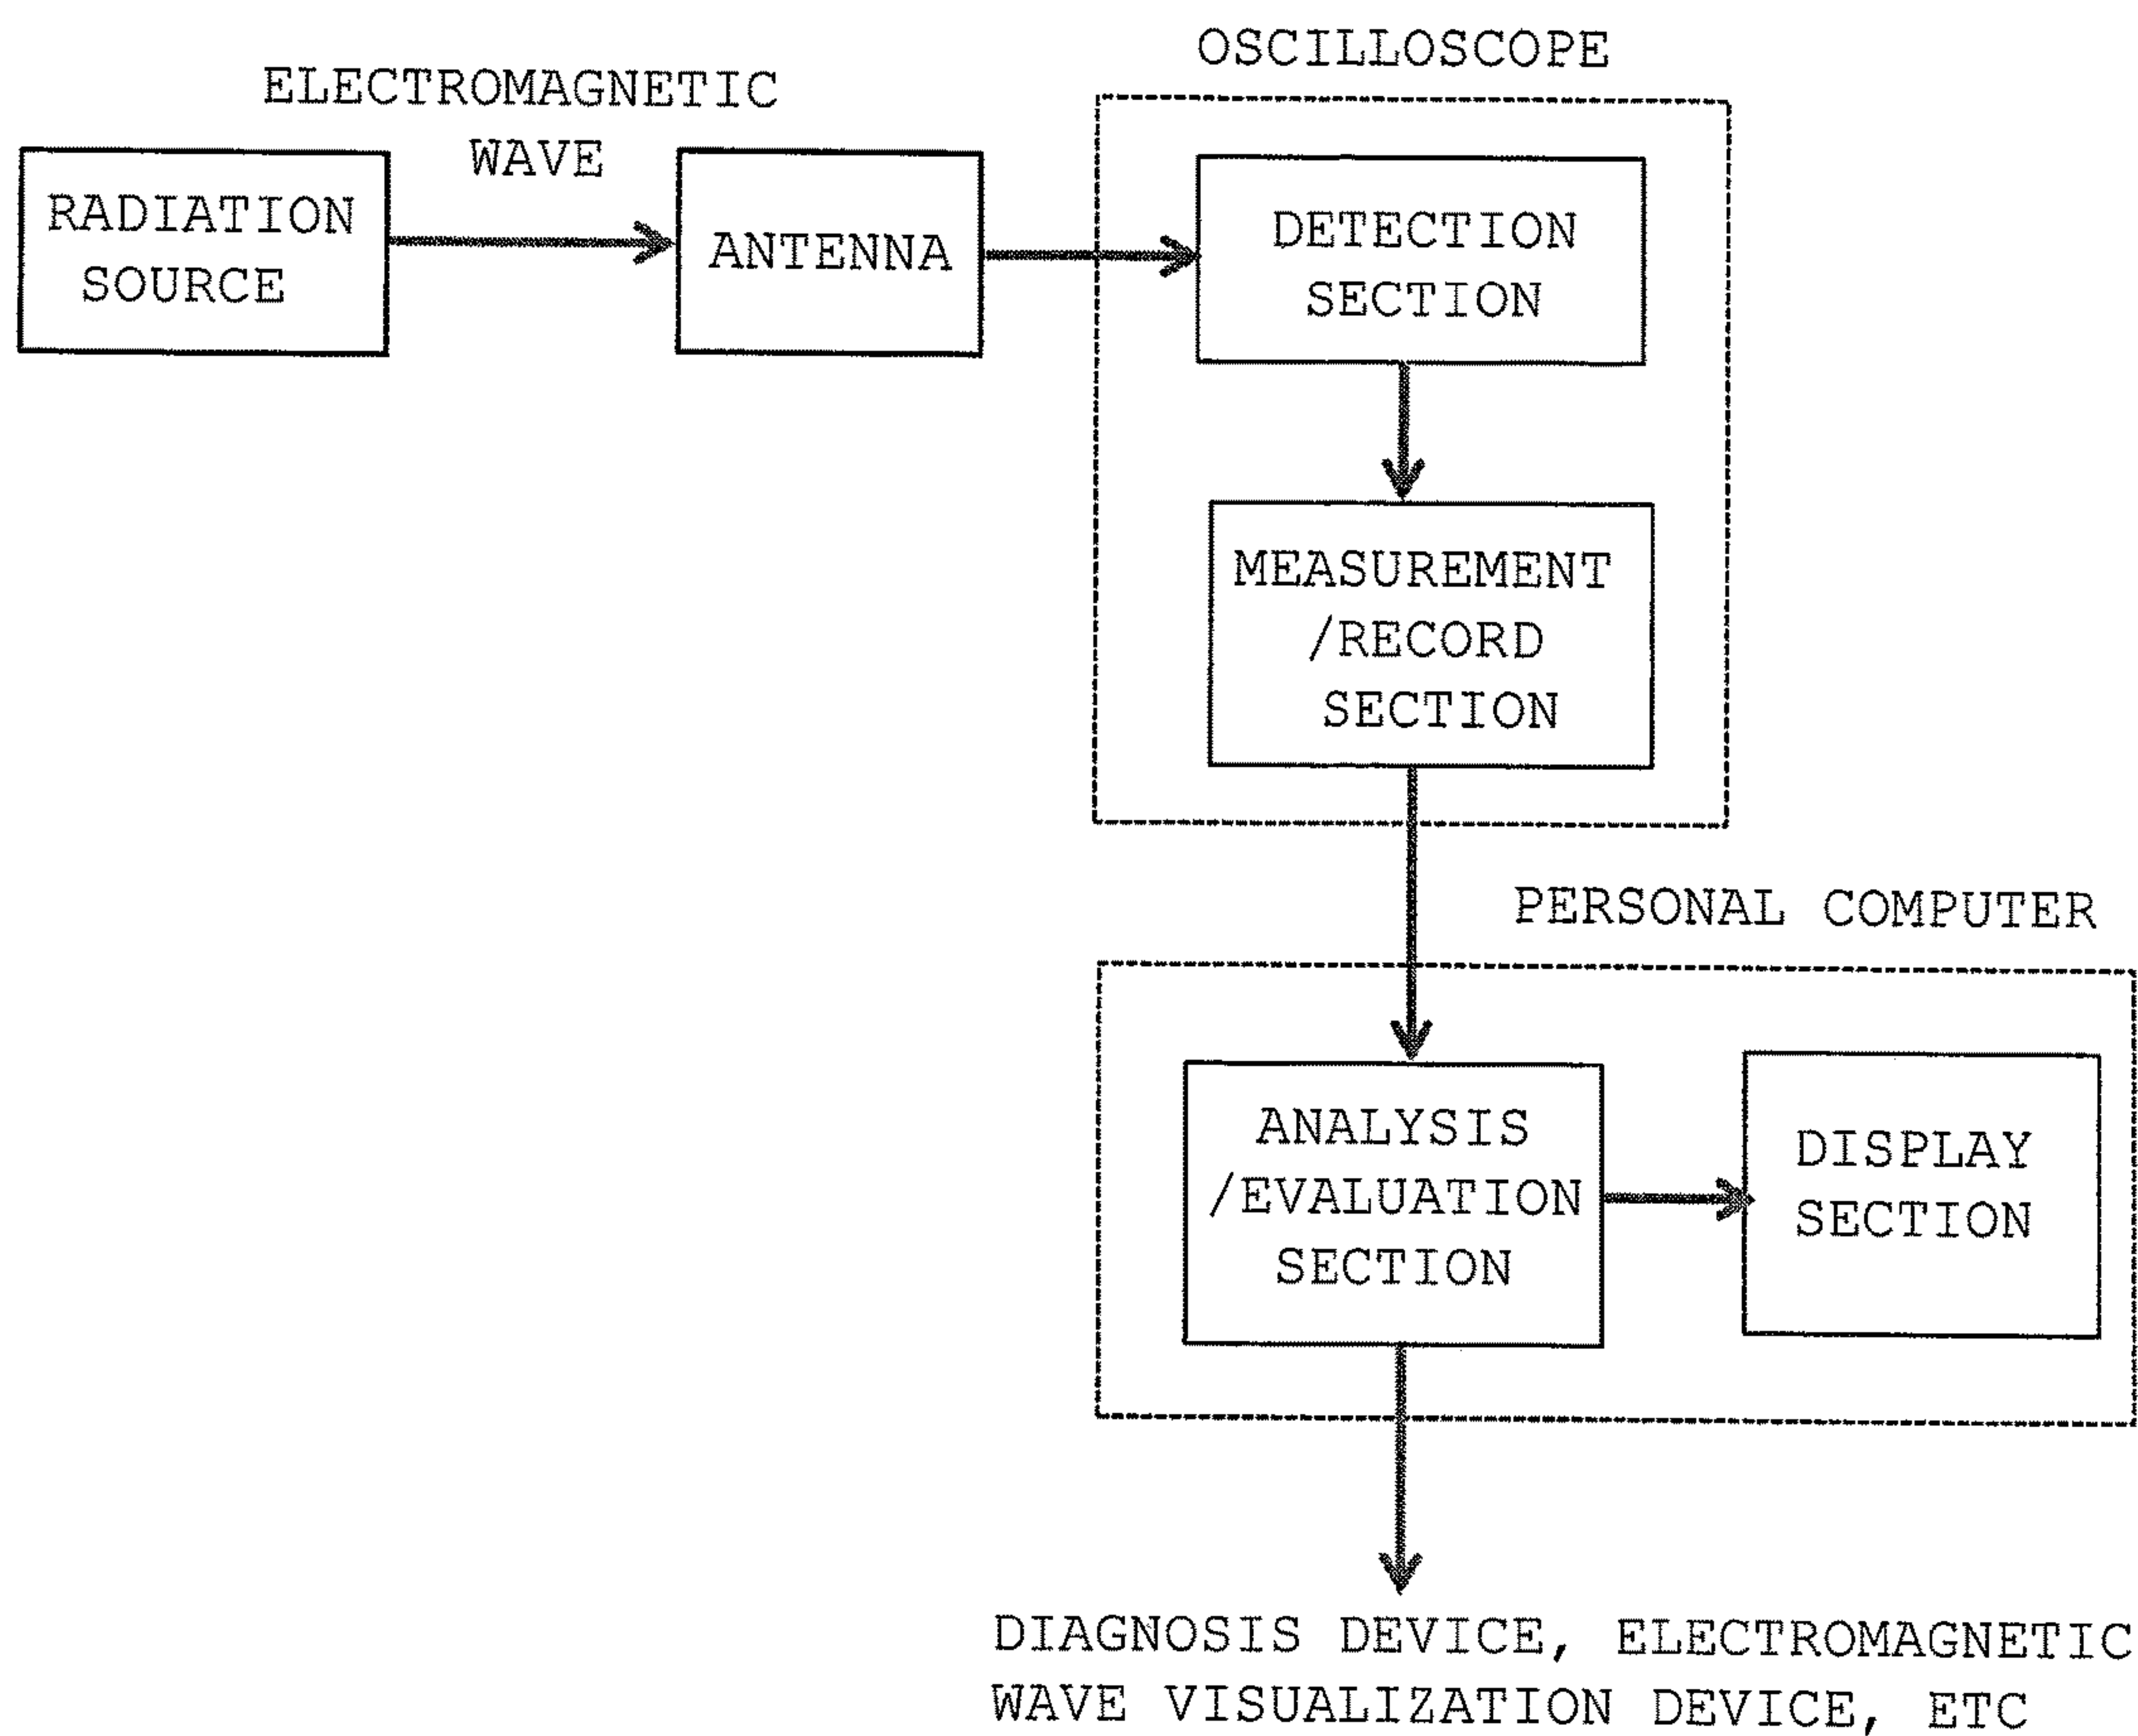 OSCILLOSCOPE
ELECTROMAGNETIC
WAVE
RADIATION
SOURCE
ANTENNA
DETECTION
SECTION
MEASUREMENT
/RECORD
SECTION
PERSONAL COMPUTER
ANALYSIS
/EVALUATION
SECTION
DISPLAY
SECTION
DIAGNOSIS DEVICE, ELECTROMAGNETIC
WAVE VISUALIZATION DEVICE, ETC